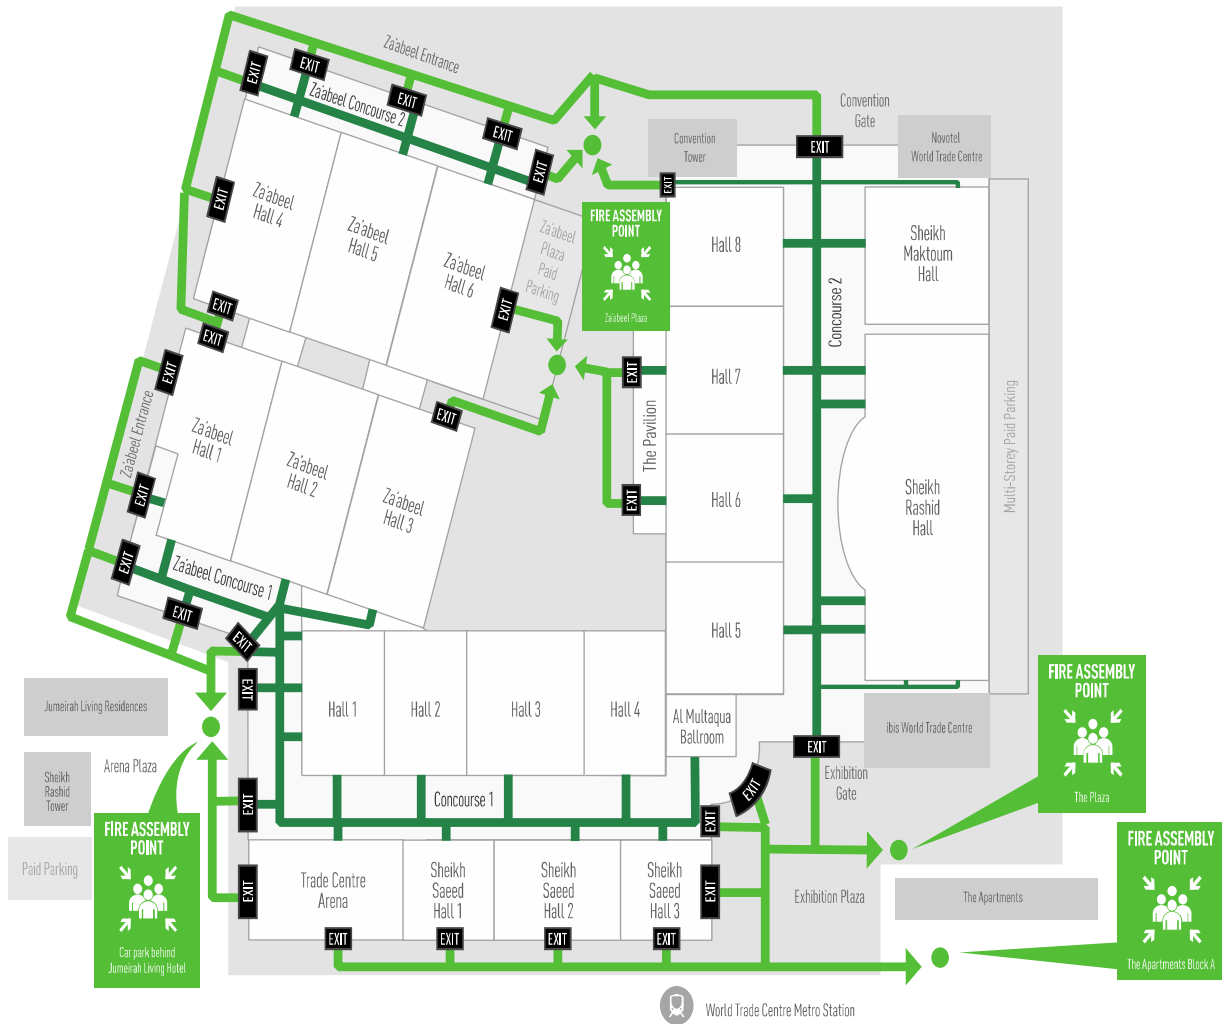 Za'abeel Entrance
EXIT
EXIT
EXIT
EXIT
EXIT
Za'abeel Concourse 2
Convention
Gate
EXIT
Convention
Tower
Novotel
World Trade Centre
EXIT
EXIT
Za'abeel
Hall 4
Za'abeel
Hall 5
Za'abeel
Hall 6
Za'abeel
Plaza
Paid
Parking
FIRE ASSEMBLY
POINT
Za'abeel Plaza
Hall 8
Sheikh
Maktoum
Hall
Concourse 2
EXIT
EXIT
EXIT
EXIT
EXIT
EXIT
Hall 7
Multi-Storey Paid Parking
Za'abeel Entrance
Za'abeel
Hall 1
Za'abeel
Hall 2
Za'abeel
Hall 3
The Pavilion
EXIT
EXIT
Hall 6
Sheikh
Rashid
Hall
EXIT
Za'abeel Concourse 1
EXIT
EXIT
Hall 5
EXIT
Jumeirah Living Residences
Hall 1
Hall 2
Hall 3
Hall 4
Al Multaqua
Ballroom
ibis World Trade Centre
FIRE ASSEMBLY
POINT
The Plaza
Arena Plaza
Sheikh
Rashid
Tower
EXIT
EXIT
Exhibition
Gate
EXIT
Concourse 1
EXIT
FIRE ASSEMBLY
POINT
Car park behind
Jumeirah Living Hotel
Paid Parking
EXIT
Trade Centre
Arena
Sheikh
Saeed
Hall 1
Sheikh
Saeed
Hall 2
Sheikh
Saeed
Hall 3
EXIT
Exhibition Plaza
The Apartments
FIRE ASSEMBLY
POINT
The Apartments Block A
EXIT
EXIT
EXIT
EXIT
World Trade Centre Metro Station